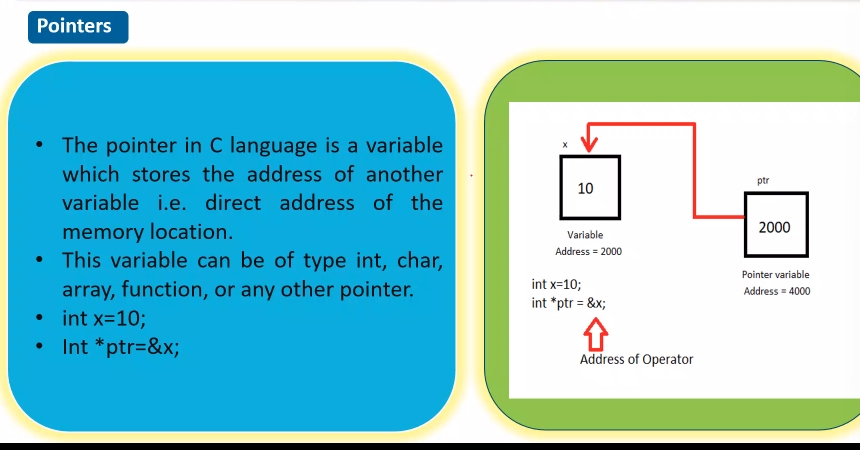 Pointers
• The pointer in C language is a variable
which stores the address of another
variable i.e. direct address of the
memory location.
• This variable can be of type int, char,
array, function, or any other pointer.
• int x=10;
• Int *ptr=&x;
x
10
Variable
Address = 2000
ptr
2000
Pointer variable
Address = 4000
int x=10;
int *ptr = &x;
Address of Operator